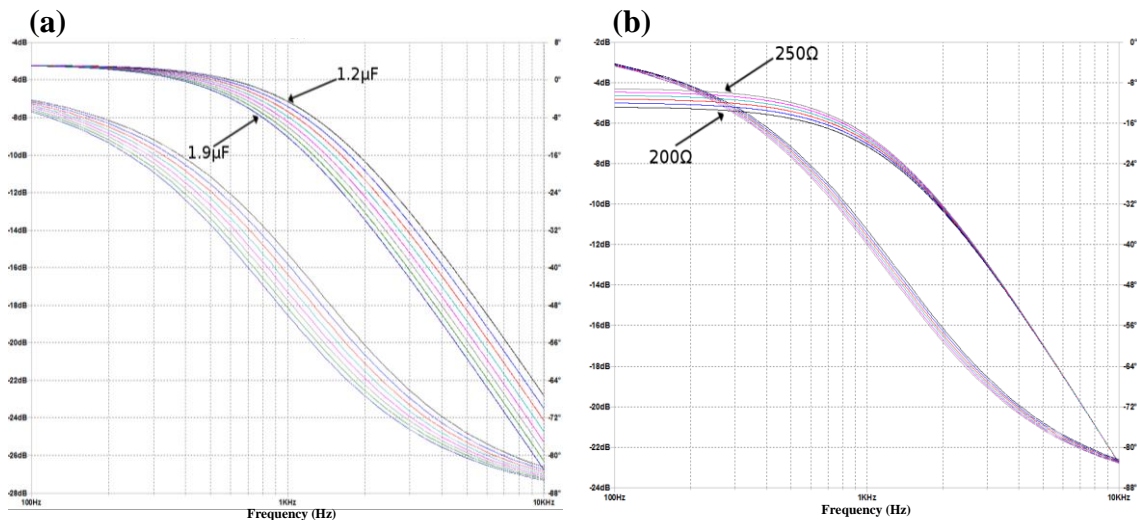 (a)
-4dB
-6dB
-8dB
-10dB
-12dB
-14dB
-16dB
-18dB
-20dB
-22dB
-24dB
-26dB
-28dB
1.2µF
1.9µF
8°
0°
-8°
-16°
-24°
-32°
-40°
-48°
-56°
-64°
-72°
-80°
-88°
100Hz
1KHz
10KHz
Frequency (Hz)
(b)
-2dB
-4dB
-6dB
-8dB
-10dB
-12dB
-14dB
-16dB
-18dB
-20dB
-22dB
-24dB
250Ω
200Ω
0°
-8°
-16°
-24°
-32°
-40°
-48°
-56°
-64°
-72°
-80°
-88°
100Hz
1KHz
10KHz
Frequency (Hz)